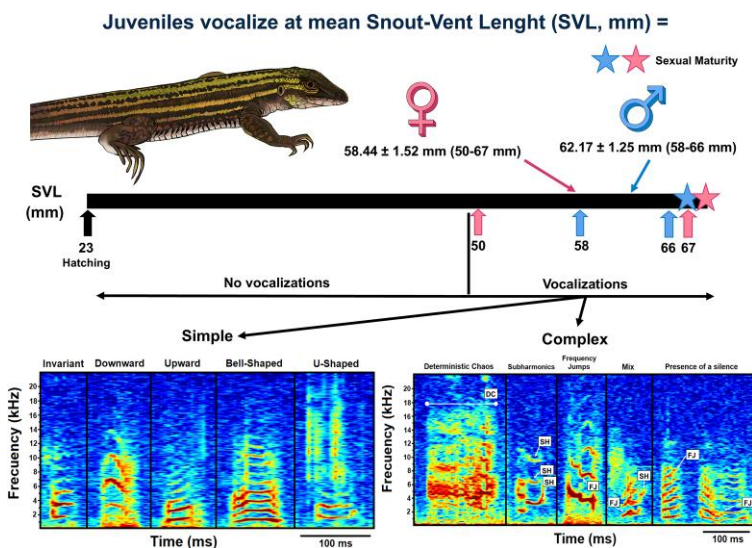 Juveniles vocalize at mean Snout-Vent Lenght (SVL, mm) =
Sexual Maturity
58.44 ± 1.52 mm (50-67 mm)
62.17 ± 1.25 mm (58-66 mm)
SVL
(mm)
23
Hatching
50
58
66
67
No vocalizations
Vocalizations
Simple
Complex
Invariant
Downward
Upward
Bell-Shaped
U-Shaped
Deterministic Chaos
Subharmonics
Frequency
Jumps
Mix
Presence of a silence
Frecuency (kHz)
20
18
16
14
12
10
8
6
4
2
Time (ms)
100 ms
Frecuency (kHz)
20
18
16
14
12
10
8
6
4
2
DC
SH
SH
SH
FJ
FJ
SH
FJ
FJ
Time (ms)
100 ms